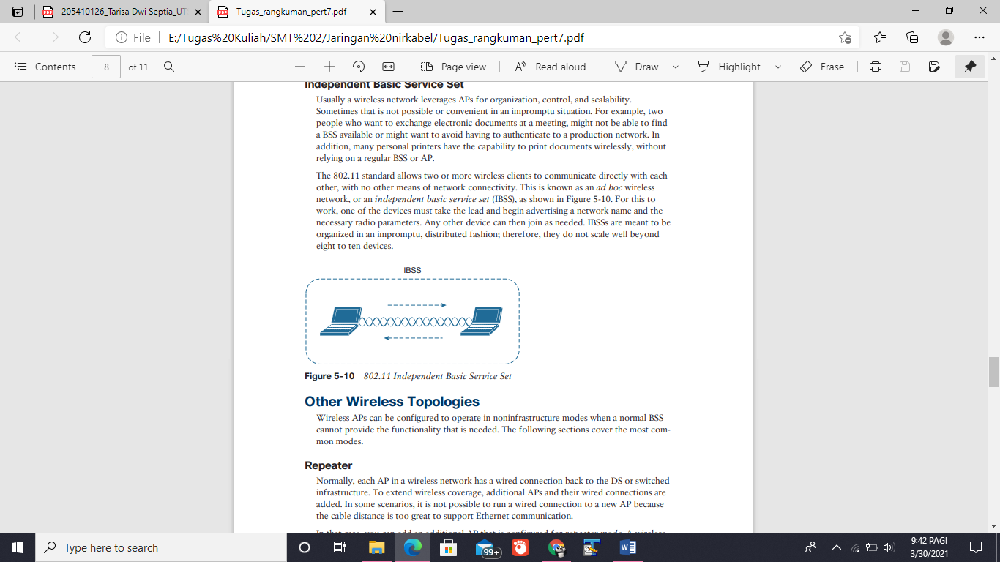 205410126_Tarisa Dwi Septia_UT
Tugas_rangkuman_pert7.pdf
File
E:/Tugas%20Kuliah/SMT%202/Jaringan%20nirkabel/Tugas_rangkuman_pert7.pdf
Contents
8
of 11
Page view
Read aloud
Draw
Highlight
Erase
Independent Basic Service Set
Usually a wireless network leverages APs for organization, control, and scalability.
Sometimes that is not possible or convenient in an impromptu situation. For example, two
people who want to exchange electronic documents at a meeting, might not be able to find
a BSS available or might want to avoid having to authenticate to a production network. In
addition, many personal printers have the capability to print documents wirelessly, without
relying on a regular BSS or AP.
The 802.11 standard allows two or more wireless clients to communicate directly with each
other, with no other means of network connectivity. This is known as an ad hoc wireless
network, or an independent basic service set (IBSS), as shown in Figure 5-10. For this to
work, one of the devices must take the lead and begin advertising a network name and the
necessary radio parameters. Any other device can then join as needed. IBSSs are meant to be
organized in an impromptu, distributed fashion; therefore, they do not scale well beyond
eight to ten devices.
IBSS
Figure 5-10 802.11 Independent Basic Service Set
Other Wireless Topologies
Wireless APs can be configured to operate in noninfrastructure modes when a normal BSS
cannot provide the functionality that is needed. The following sections cover the most com-
mon modes.
Repeater
Normally, each AP in a wireless network has a wired connection back to the DS or switched
infrastructure. To extend wireless coverage, additional APs and their wired connections are
added. In some scenarios, it is not possible to run a wired connection to a new AP because
the cable distance is too great to support Ethernet communication.
Type here to search
99+
9:42 PAGI
3/30/2021